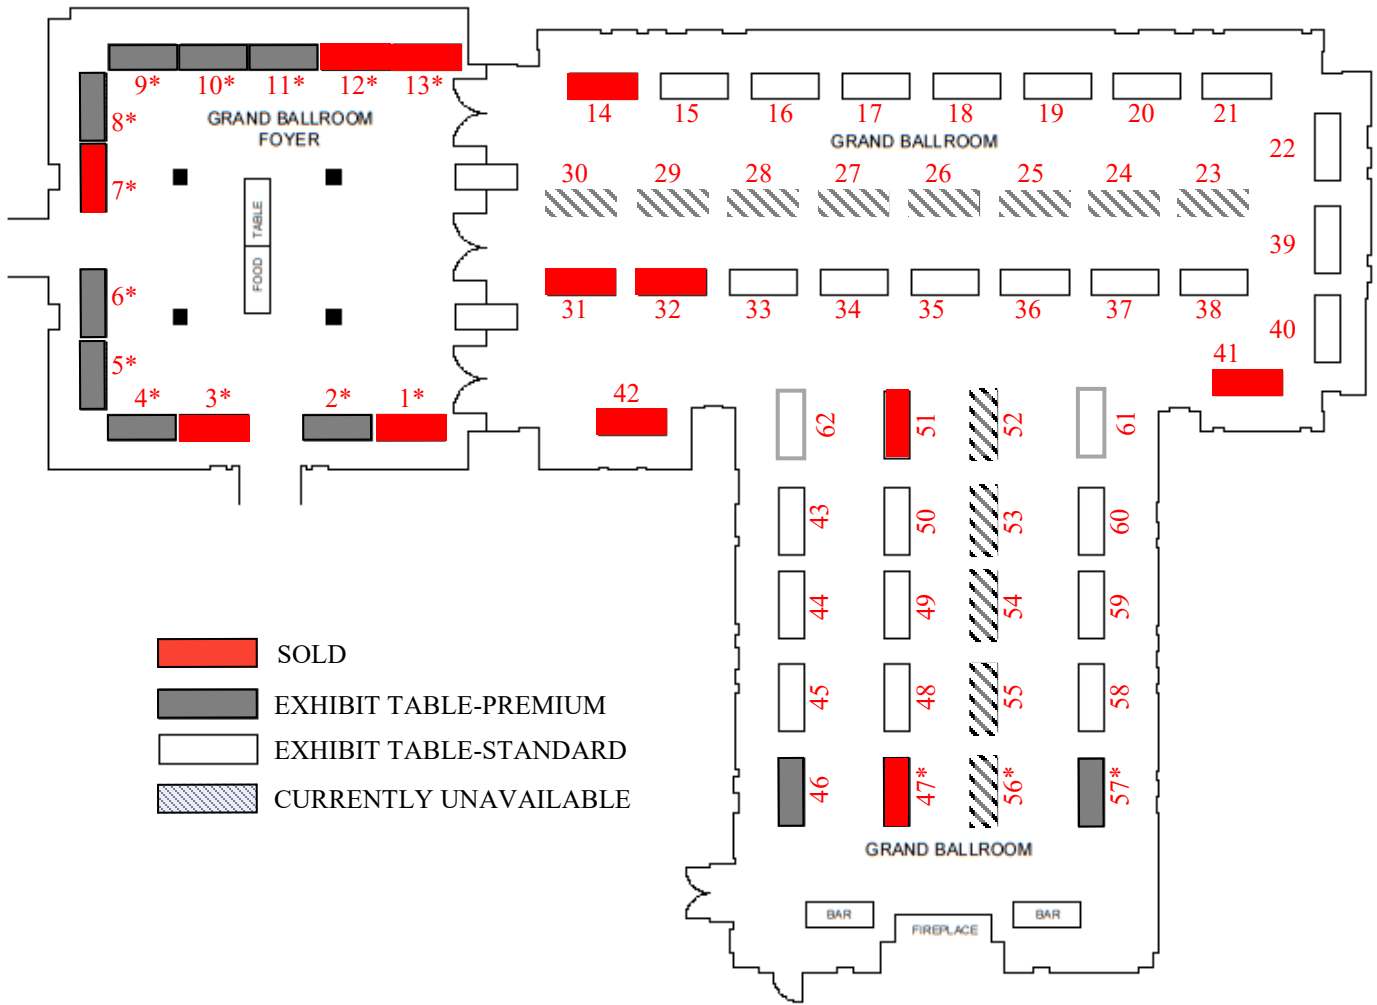 9* 10* 11* 12* 13*
8*
GRAND BALLROOM
FOYER
7*
TABLE
FOOD
6*
5*
4* 3* 2* 1*
14 15 16 17 18 19 20 21
GRAND BALLROOM
22
30 29 28 27 26 25 24 23
39
31 32 33 34 35 36 37 38
40
41
42
62 51 52 61
43 50 53 60
44 49 54 59
45 48 55 58
46 47* 56* 57*
SOLD
EXHIBIT TABLE-PREMIUM
EXHIBIT TABLE-STANDARD
CURRENTLY UNAVAILABLE
GRAND BALLROOM
BAR BAR
FIREPLACE